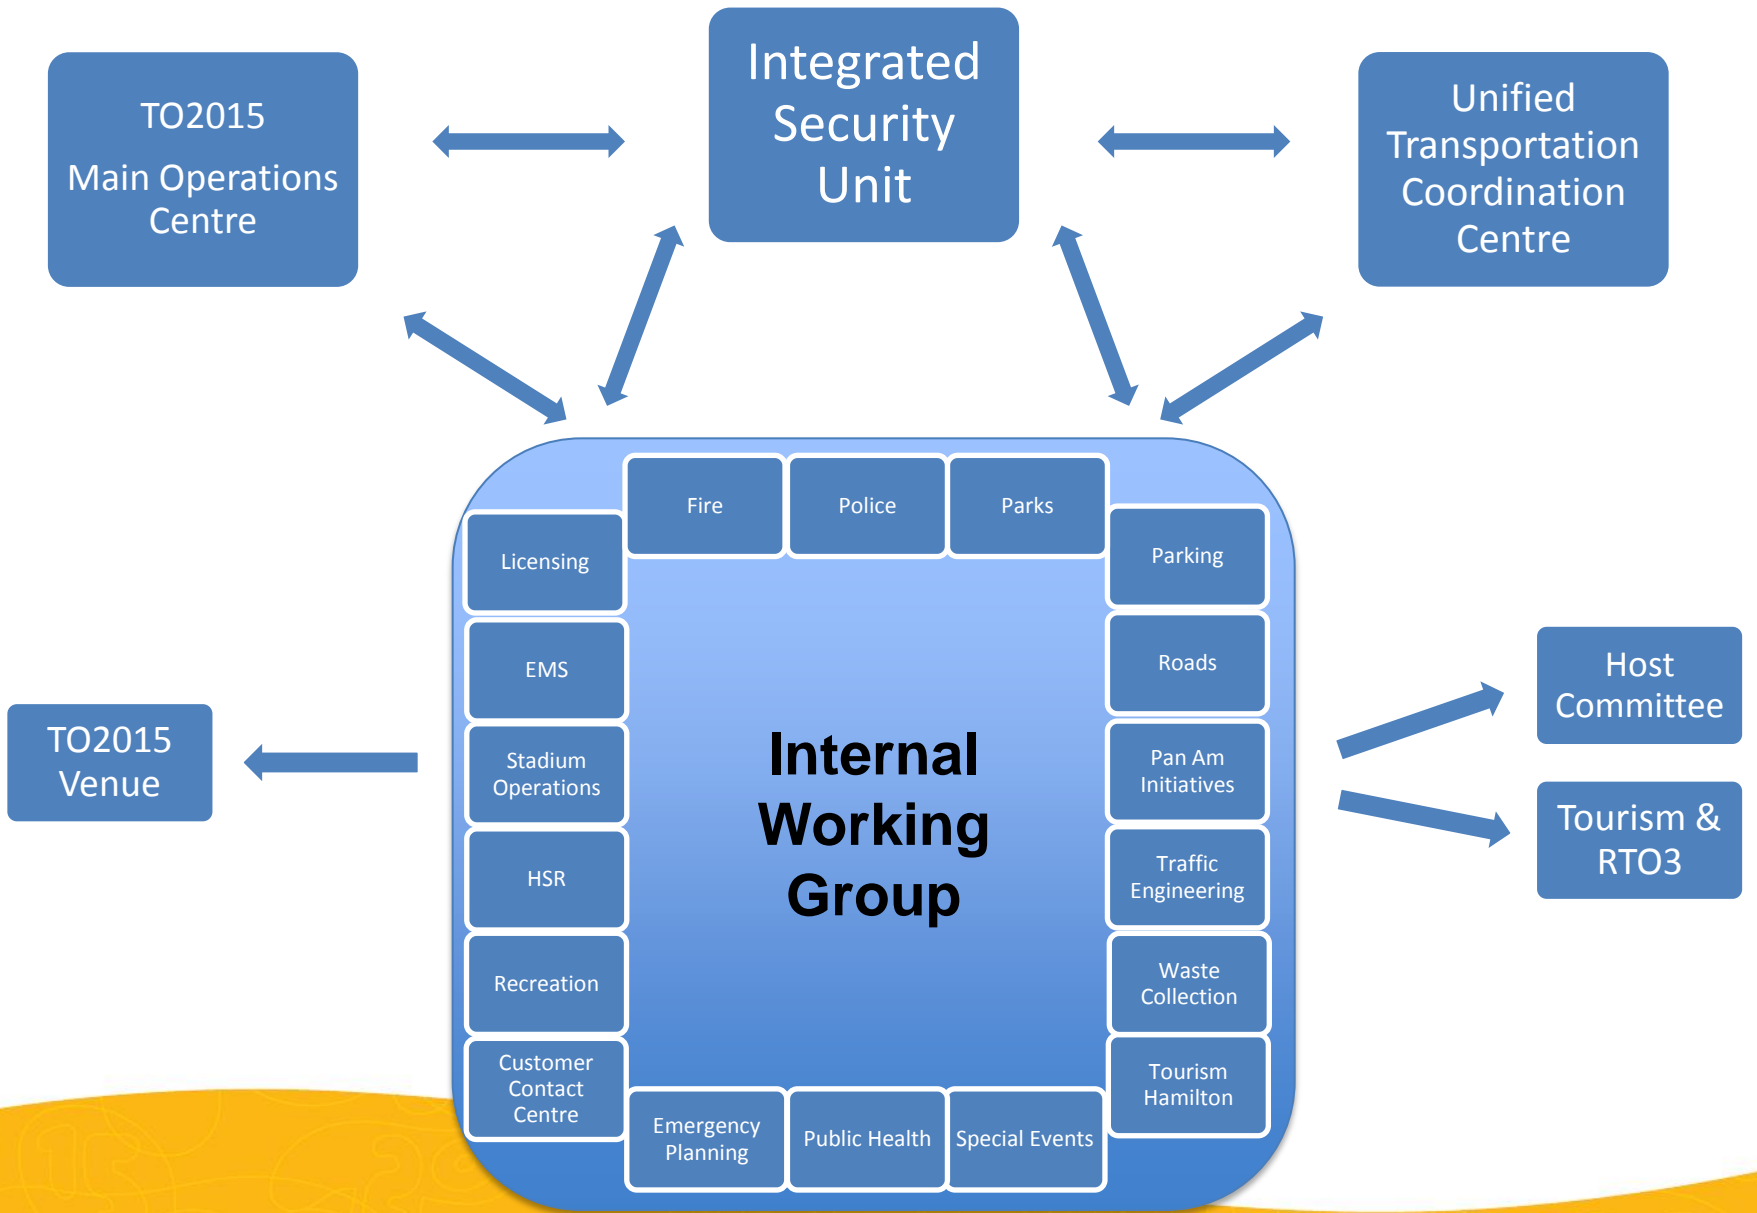 TO2015
Main Operations
Centre
Integrated
Security
Unit
Unified
Transportation
Coordination
Centre
Fire
Police
Parks
Licensing
Parking
EMS
Roads
Stadium
Operations
Pan Am
Initiatives
HSR
Traffic
Engineering
Recreation
Waste
Collection
Customer
Contact
Centre
Tourism
Hamilton
Emergency
Planning
Public Health
Special Events
Internal
Working
Group
TO2015
Venue
Host
Committee
Tourism &
RTO3